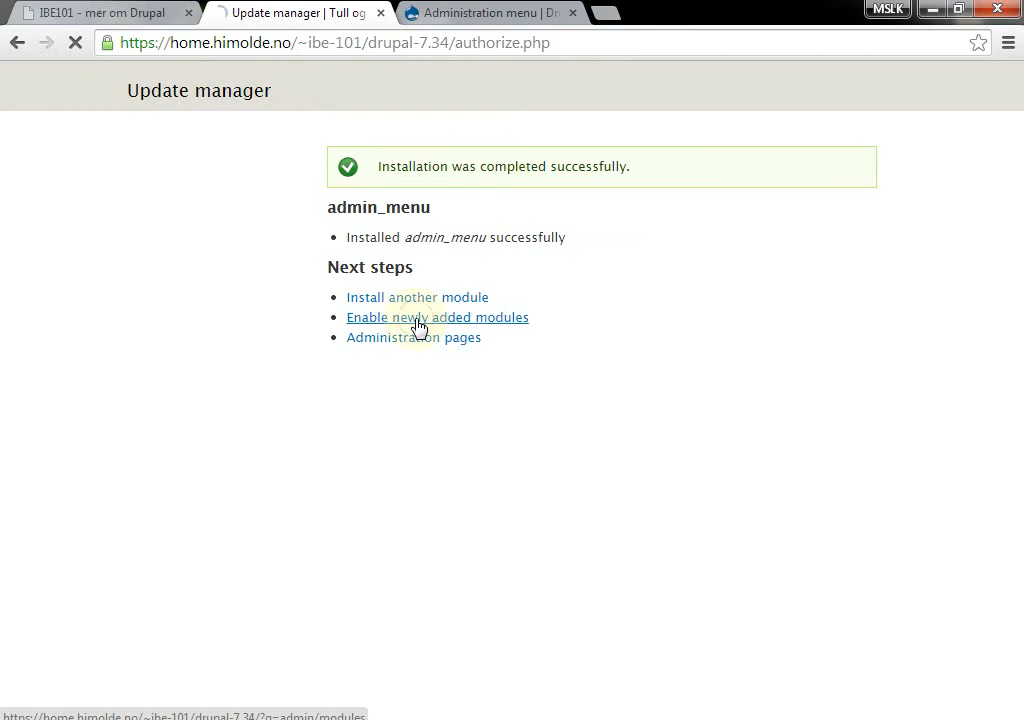 IBE101 - mer om Drupal
Update manager | Tull og
Administration menu | Dr
MSLK
https://home.himolde.no/~ibe-101/drupal-7.34/authorize.php
Update manager
Installation was completed successfully.
admin_menu
Installed admin_menu successfully
Next steps
Install another module
Enable newly added modules
Administration pages
https://home.himolde.no/~ibe-101/drupal-7.34/?q=admin/modules